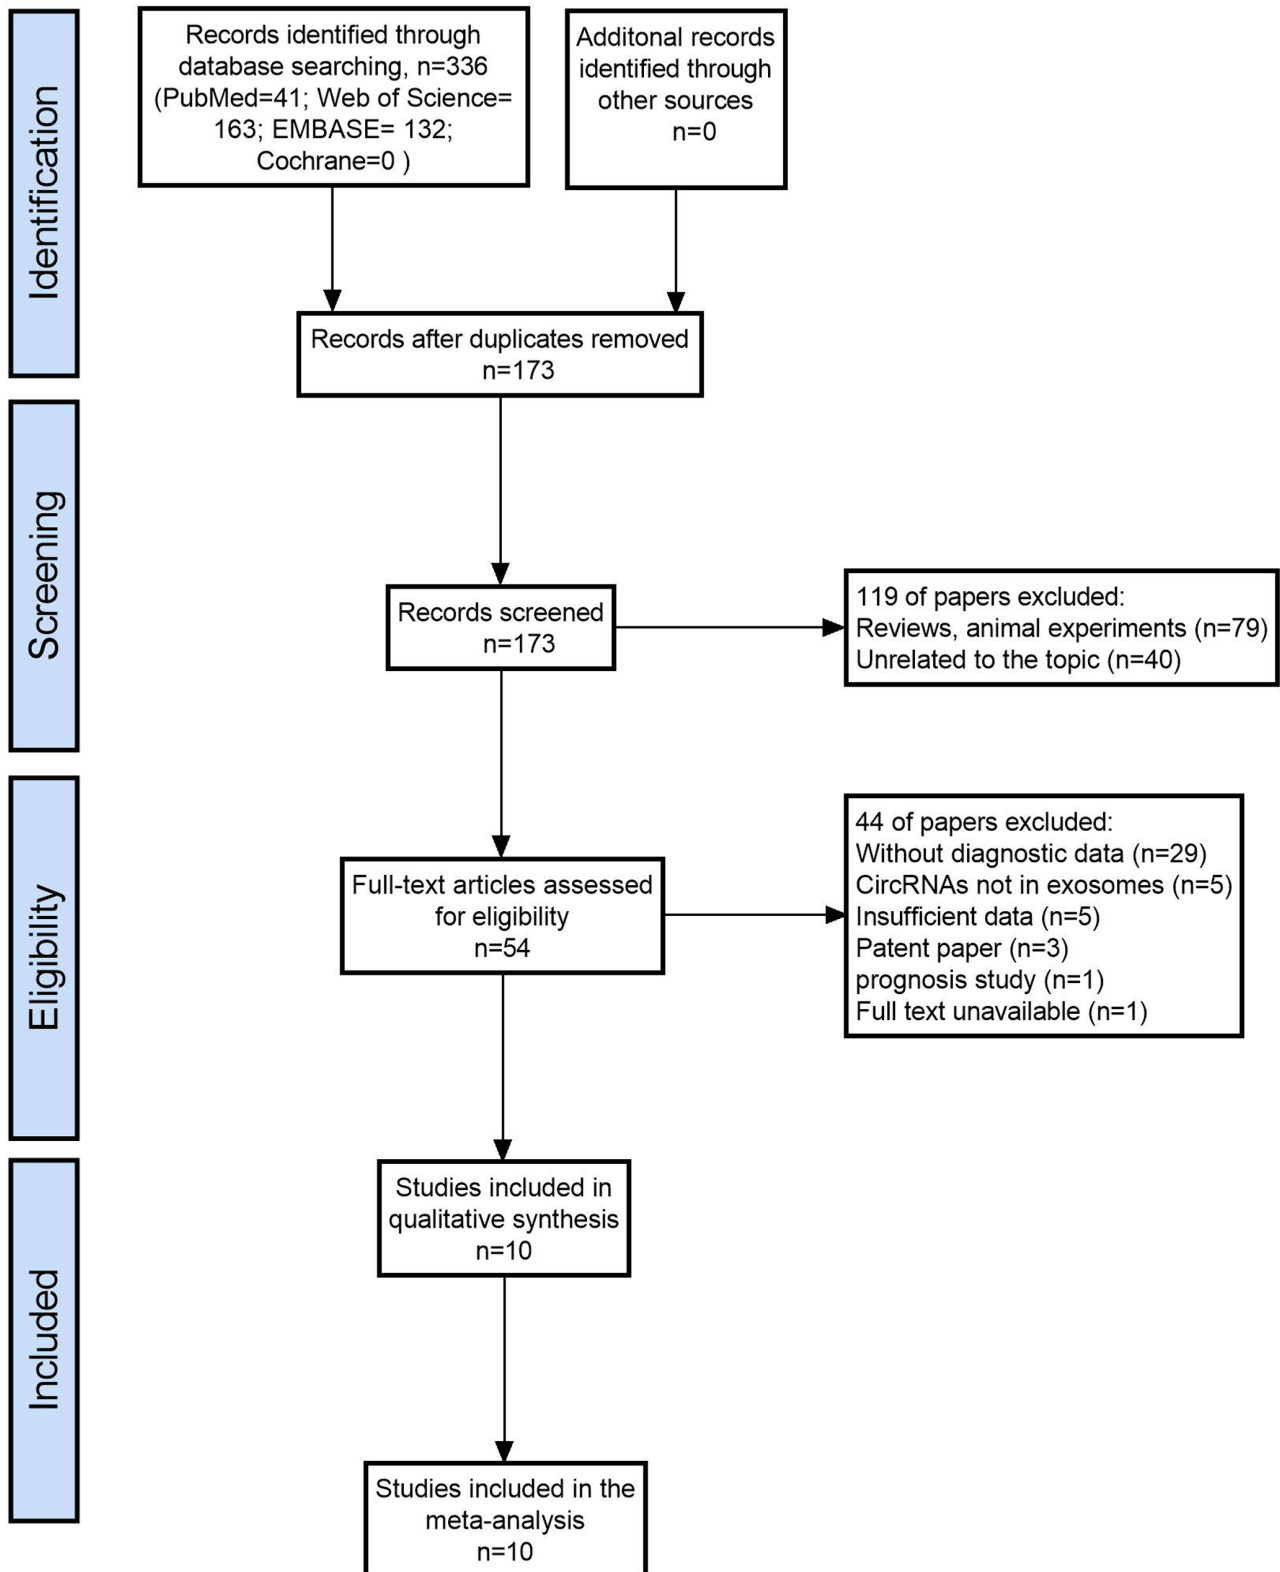 Identification
Records identified through
database searching, n=336
(PubMed=41; Web of Science=
163; EMBASE= 132;
Cochrane=0 )
Additonal records
identified through
other sources
n=0
Records after duplicates removed
n=173
Screening
Records screened
n=173
119 of papers excluded:
Reviews, animal experiments (n=79)
Unrelated to the topic (n=40)
Eligibility
Full-text articles assessed
for eligibility
n=54
44 of papers excluded:
Without diagnostic data (n=29)
CircRNAs not in exosomes (n=5)
Insufficient data (n=5)
Patent paper (n=3)
prognosis study (n=1)
Full text unavailable (n=1)
Included
Studies included in
qualitative synthesis
n=10
Studies included in the
meta-analysis
n=10